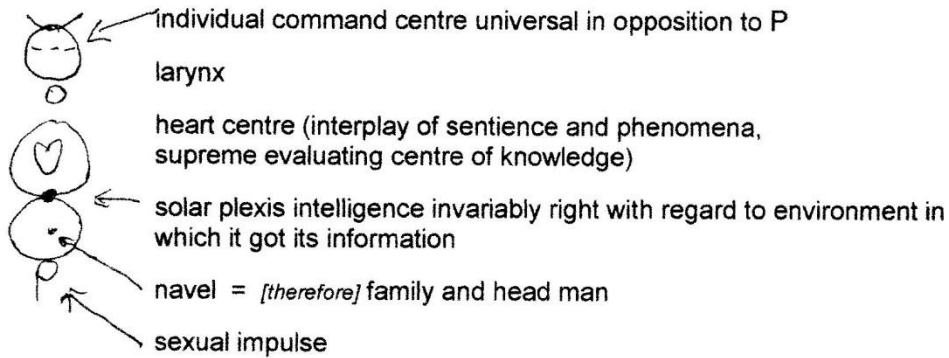 individual command centre universal in opposition to P
larynx
heart centre (interplay of sentience and phenomena,
supreme evaluating centre of knowledge)
solar plexis intelligence invariably right with regard to environment in
which it got its information
navel = [therefore] family and head man
sexual impulse